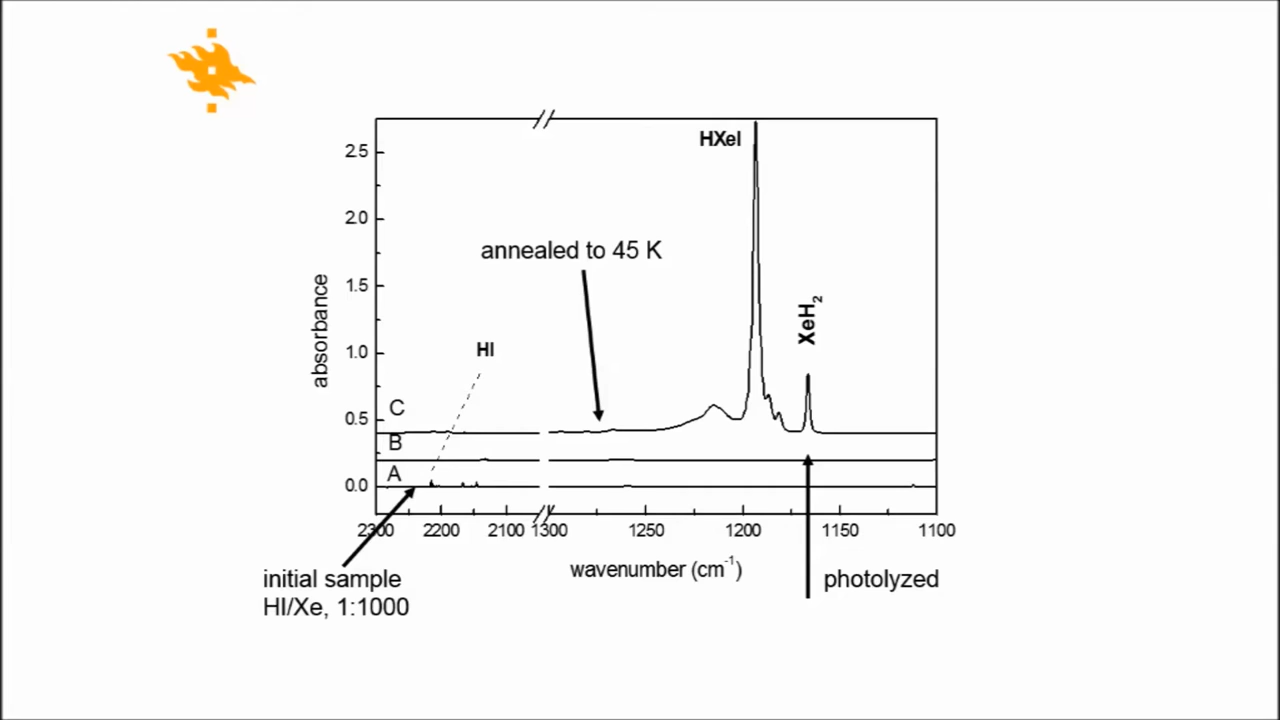 HXeI
2.5
2.0
annealed to 45 K
1.5
XeH2
absorbance
1.0
HI
C
0.5
B
A
0.0
2300 2200 2100 1300 1250 1200 1150 1100
wavenumber (cm-1)
initial sample
HI/Xe, 1:1000
photolyzed